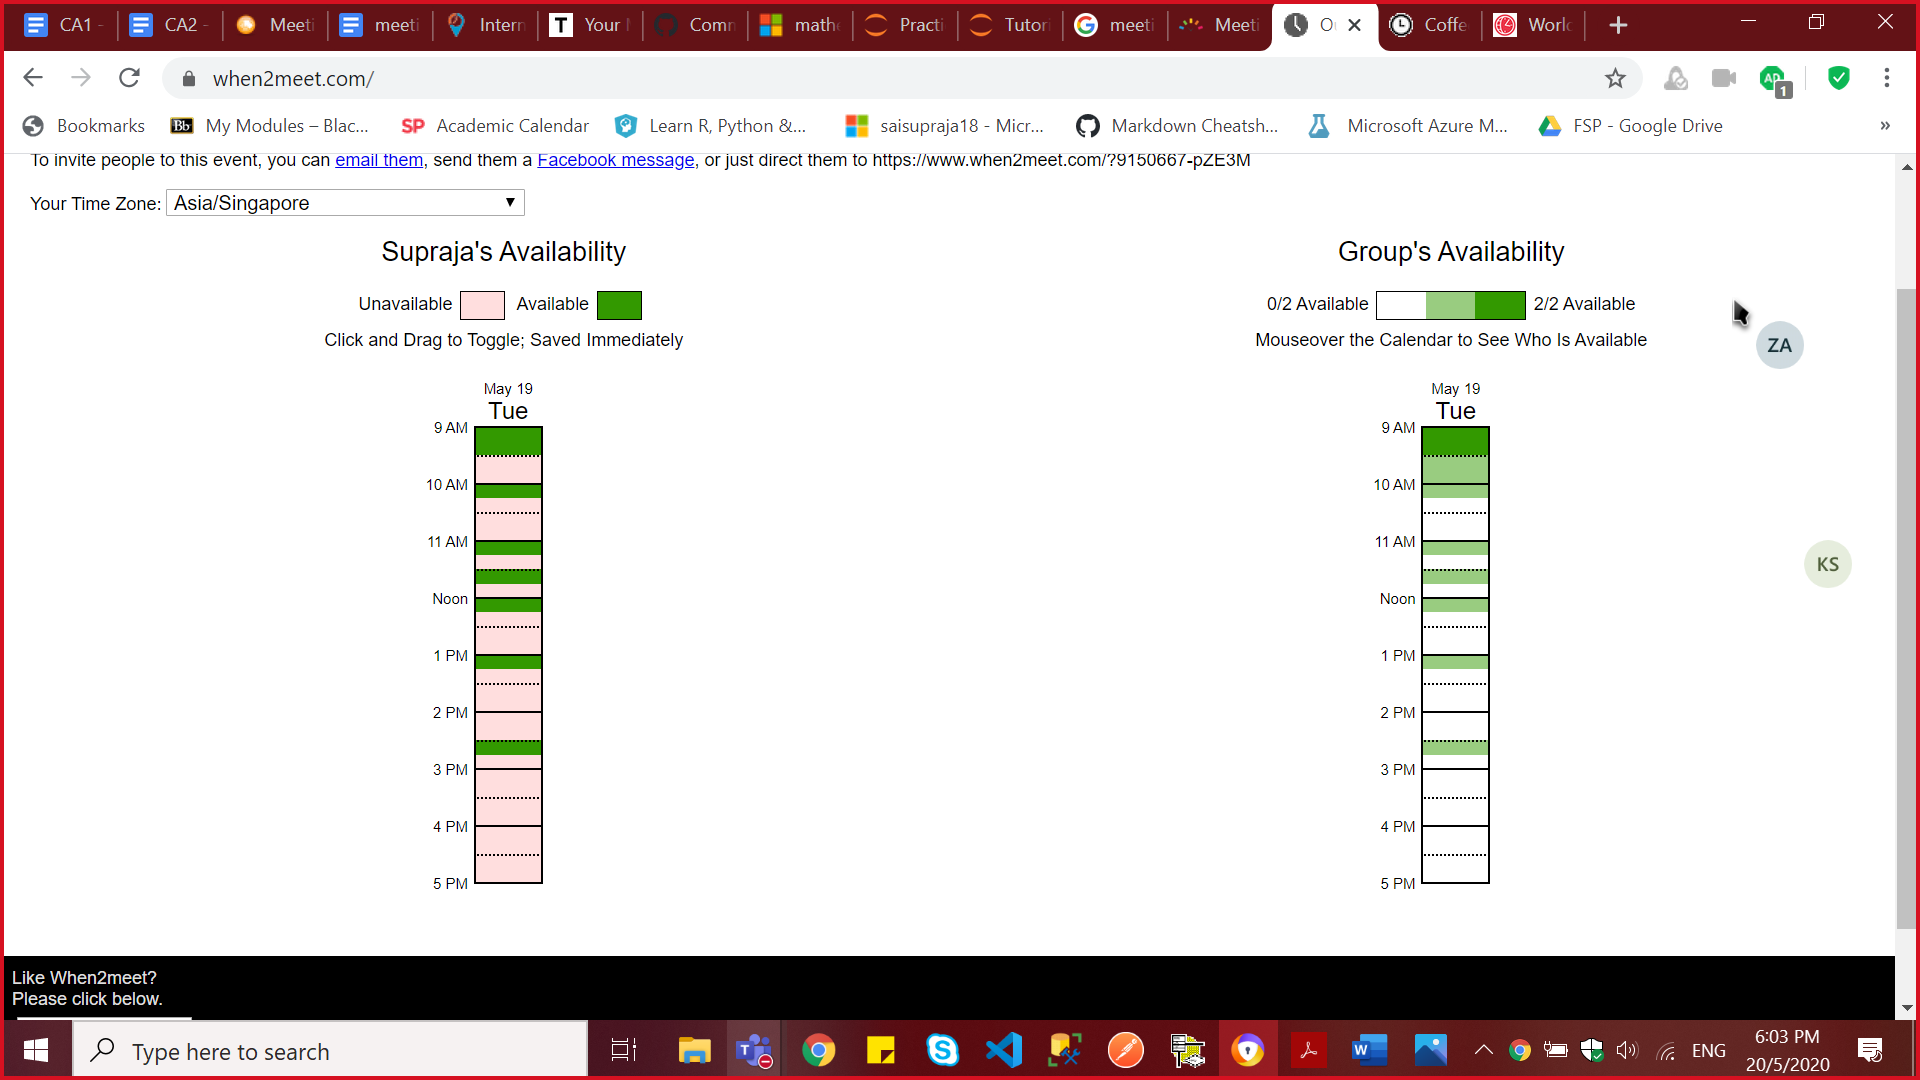 CA1 -
CA2 -
Meeti
meeti
Intern
T
Your
Comm
mathe
Practi
Tutori
meeti
Meeti
O
Coffe
World
when2meet.com/
AD
1
Bookmarks
Bb
My Modules – Blac...
SP
Academic Calendar
Learn R, Python &...
saisupraja18 - Micr...
Markdown Cheatsh...
Microsoft Azure M...
FSP - Google Drive
»
To invite people to this event, you can email them, send them a Facebook message, or just direct them to https://www.when2meet.com/?9150667-pZE3M
Your Time Zone: Asia/Singapore
Supraja's Availability
Unavailable Available
Click and Drag to Toggle; Saved Immediately
May 19
Tue
9 AM
10 AM
11 AM
Noon
1 PM
2 PM
3 PM
4 PM
5 PM
Group's Availability
0/2 Available 2/2 Available
Mouseover the Calendar to See Who Is Available
May 19
Tue
9 AM
10 AM
11 AM
Noon
1 PM
2 PM
3 PM
4 PM
5 PM
ZA
KS
Like When2meet?
Please click below.
Type here to search
ENG
6:03 PM
20/5/2020